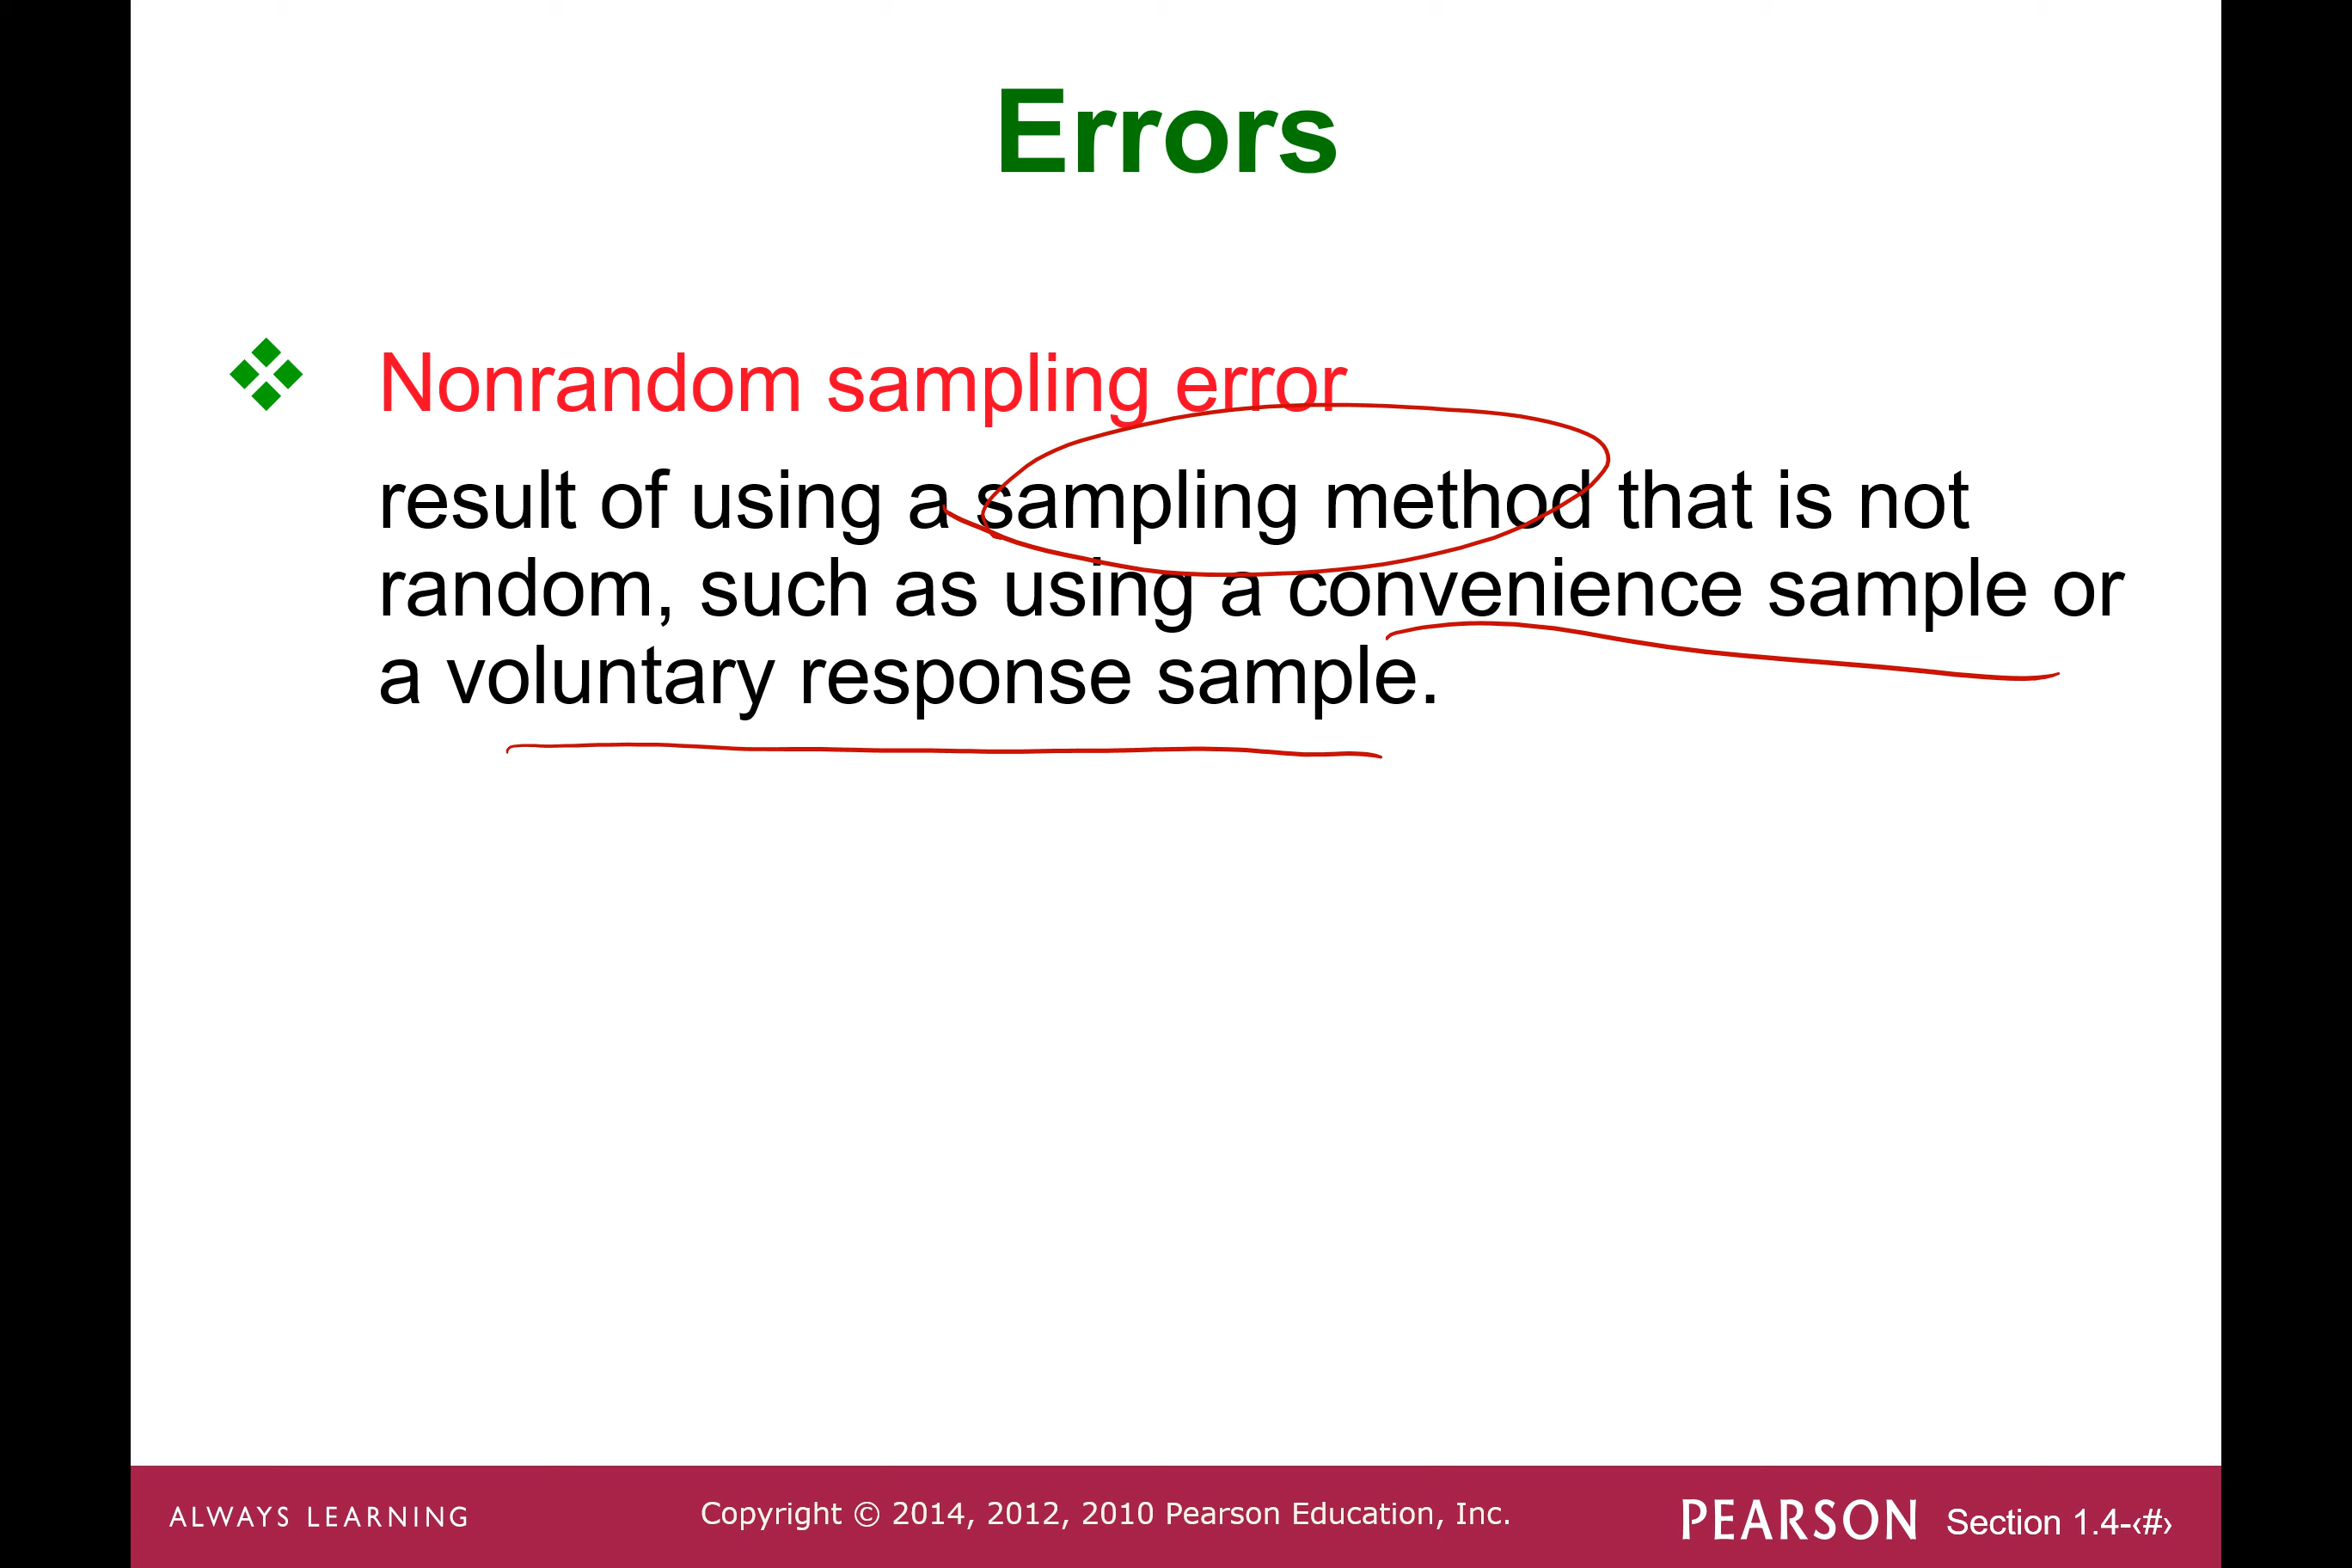 Errors
Nonrandom sampling error
result of using a sampling method that is not
random, such as using a convenience sample or
a voluntary response sample.
ALWAYS LEARNING
Copyright © 2014, 2012, 2010 Pearson Education, Inc.
PEARSON
Section 1.4-‹#›